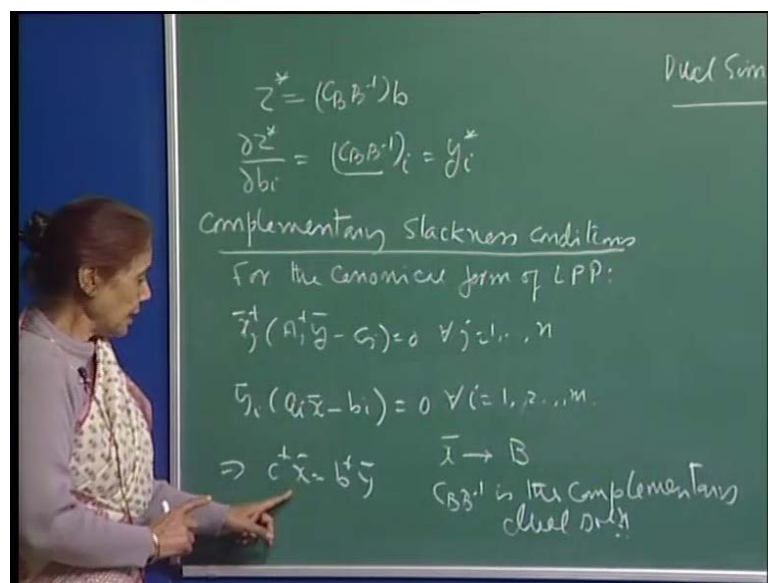 Dual Sim
z* = (C_B B⁻¹)b
∂z*/∂b_i = (C_B B⁻¹)_i = y_i*
Complementary Slackness Conditions
For the canonical form of LPP:
x̄_j^t (A_j^t ȳ - c_j) = 0 ∀ j = 1, .., n
ȳ_i (a_i x̄ - b_i) = 0 ∀ i = 1, 2 .., m.
⇒ c^t x̄ = b^t ȳ
x̄ → B
C_B B⁻¹ is the complementary
dual soln